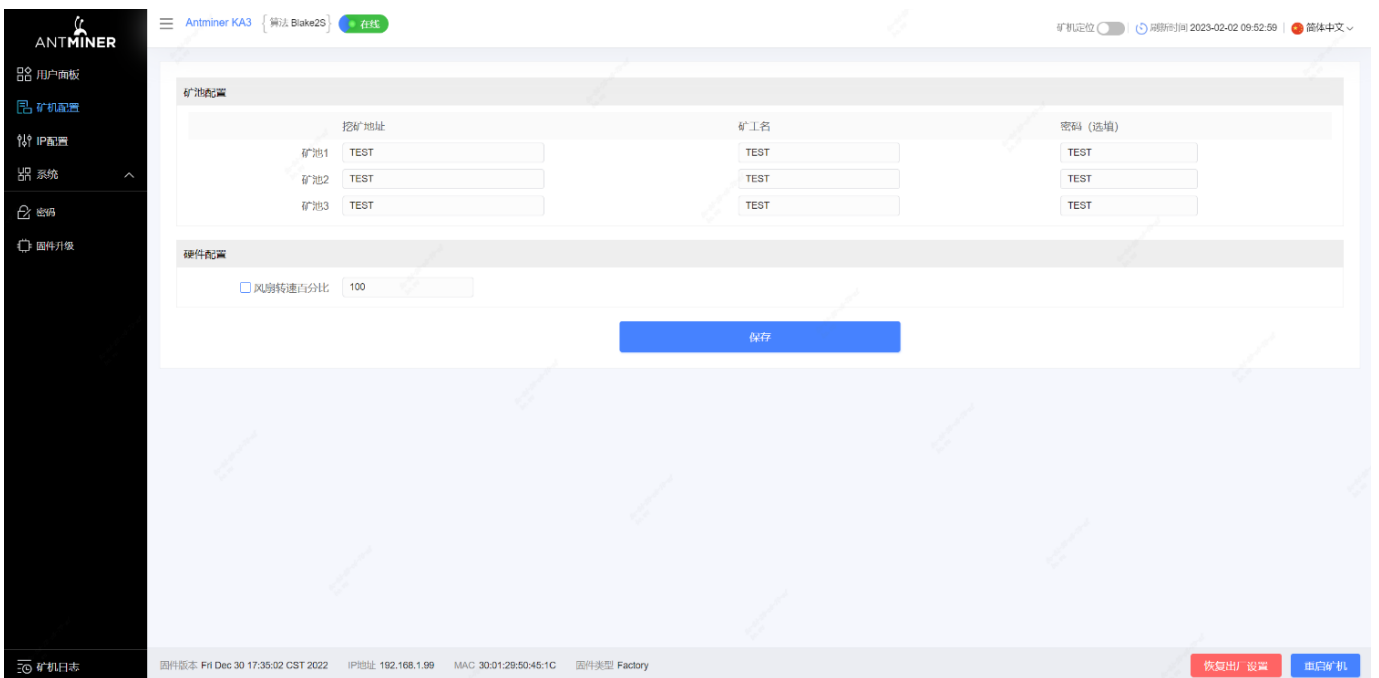 ANTMINER
Antminer KA3 {算法 Blake2S} 在线
矿机定位 刷新时间 2023-02-02 09:52:59 简体中文
用户面板
矿机配置
IP配置
系统
密码
固件升级
矿机日志
矿池配置
挖矿地址 矿工名 密码（选填）
矿池1 TEST TEST TEST
矿池2 TEST TEST TEST
矿池3 TEST TEST TEST
硬件配置
风扇转速百分比 100
保存
固件版本 Fri Dec 30 17:35:02 CST 2022 IP地址 192.168.1.99 MAC 30:01:29:50:45:1C 固件类型 Factory
恢复出厂设置 重启矿机